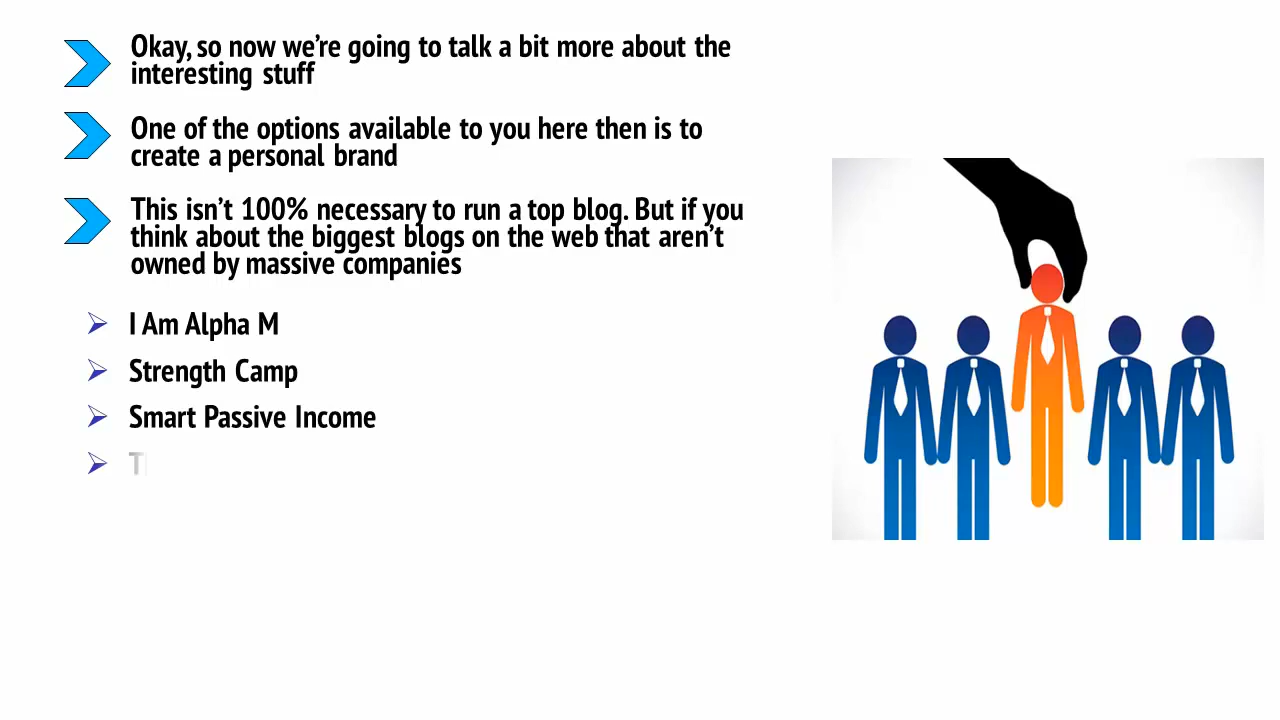 Okay, so now we're going to talk a bit more about the
interesting stuff
One of the options available to you here then is to
create a personal brand
This isn't 100% necessary to run a top blog. But if you
think about the biggest blogs on the web that aren't
owned by massive companies
I Am Alpha M
Strength Camp
Smart Passive Income